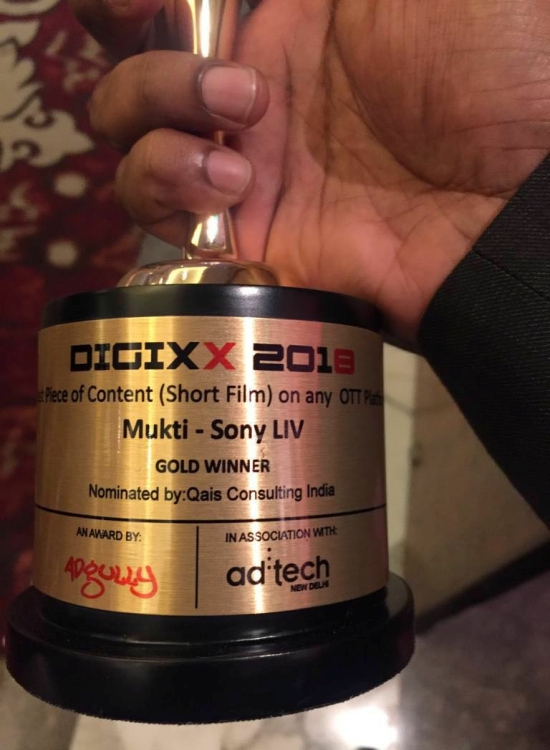 DIGIXX 2018
Piece of Content (Short Film) on any OTT
Mukti - Sony LIV
GOLD WINNER
Nominated by:Qais Consulting India
AN AWARD BY:
ADgully
IN ASSOCIATION WITH:
ad:tech
NEW DELHI